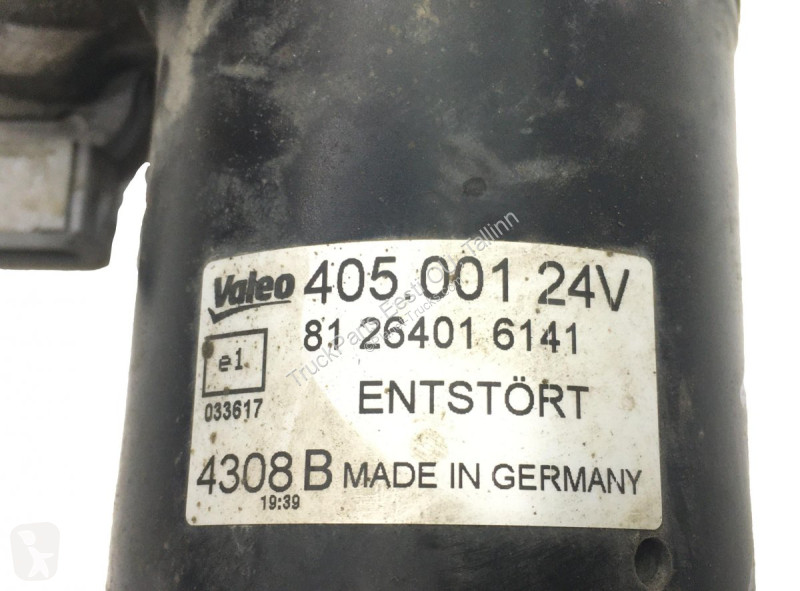 Valeo 405.001 24V
81 26401 6141
e1
033617
ENTSTÖRT
4308 B MADE IN GERMANY
19:39